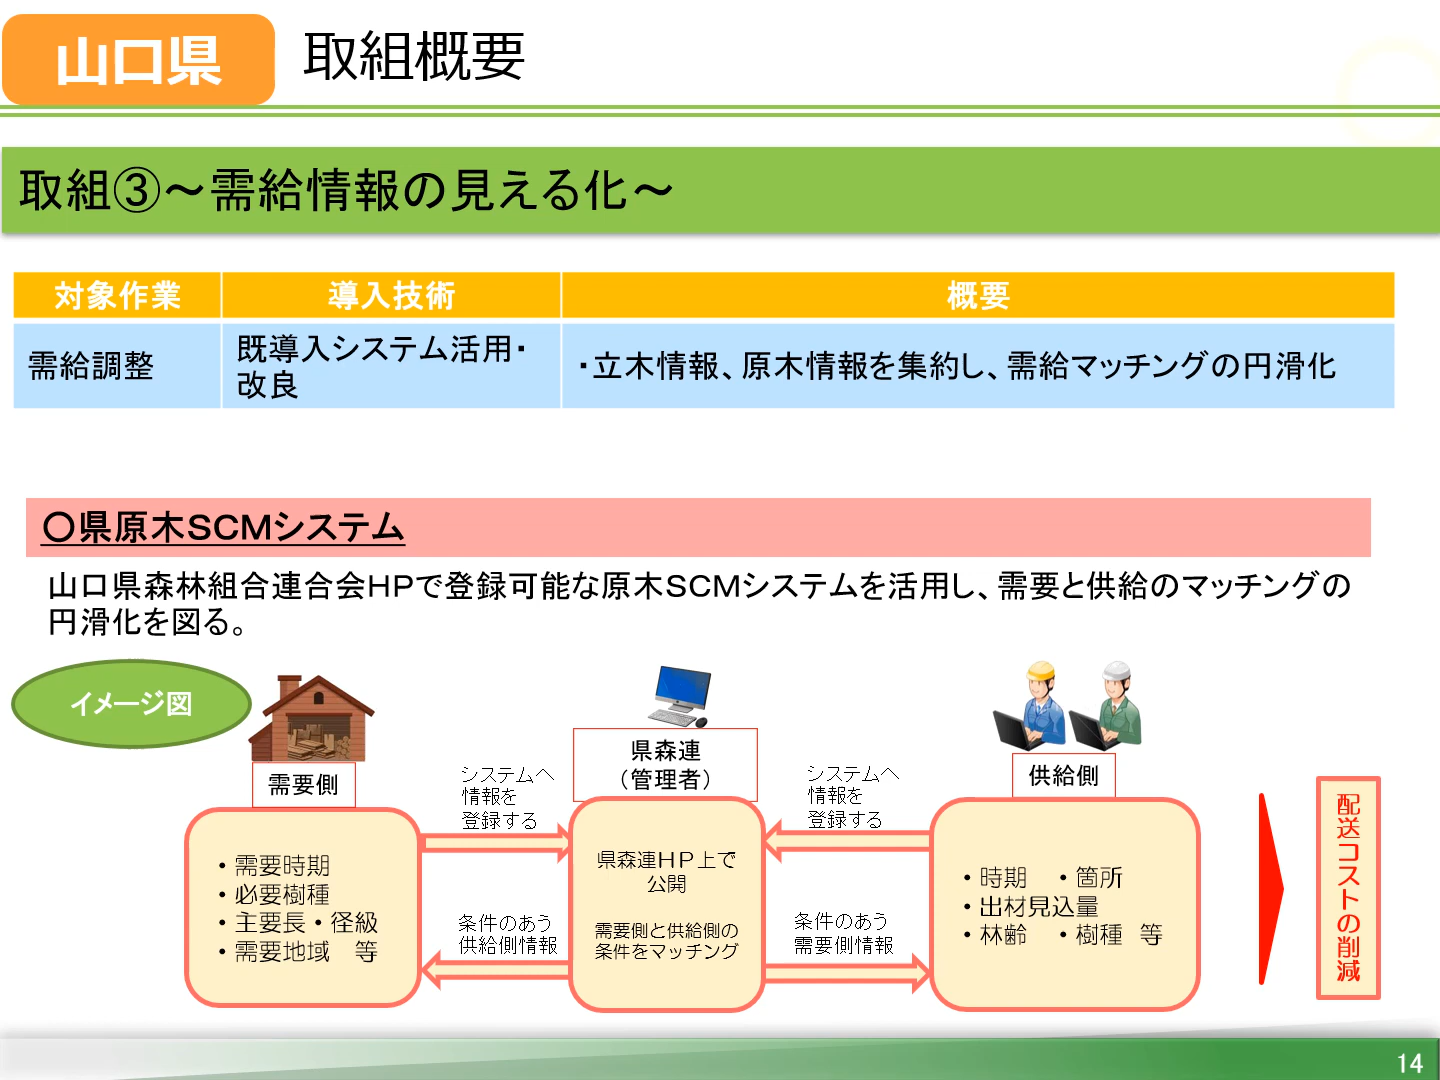 山口県
取組概要
取組③～需給情報の見える化～
対象作業
導入技術
概要
需給調整
既導入システム活用・
改良
・立木情報、原木情報を集約し、需給マッチングの円滑化
〇県原木SCMシステム
山口県森林組合連合会HPで登録可能な原木SCMシステムを活用し、需要と供給のマッチングの
円滑化を図る。
イメージ図
需要側
・需要時期
・必要樹種
・主要長・径級
・需要地域　等
システムへ
情報を
登録する
条件のあう
供給側情報
県森連
（管理者）
県森連HP上で
公開
需要側と供給側の
条件をマッチング
システムへ
情報を
登録する
条件のあう
需要側情報
供給側
・時期　・箇所
・出材見込量
・林齢　・樹種　等
配送コストの削減
14